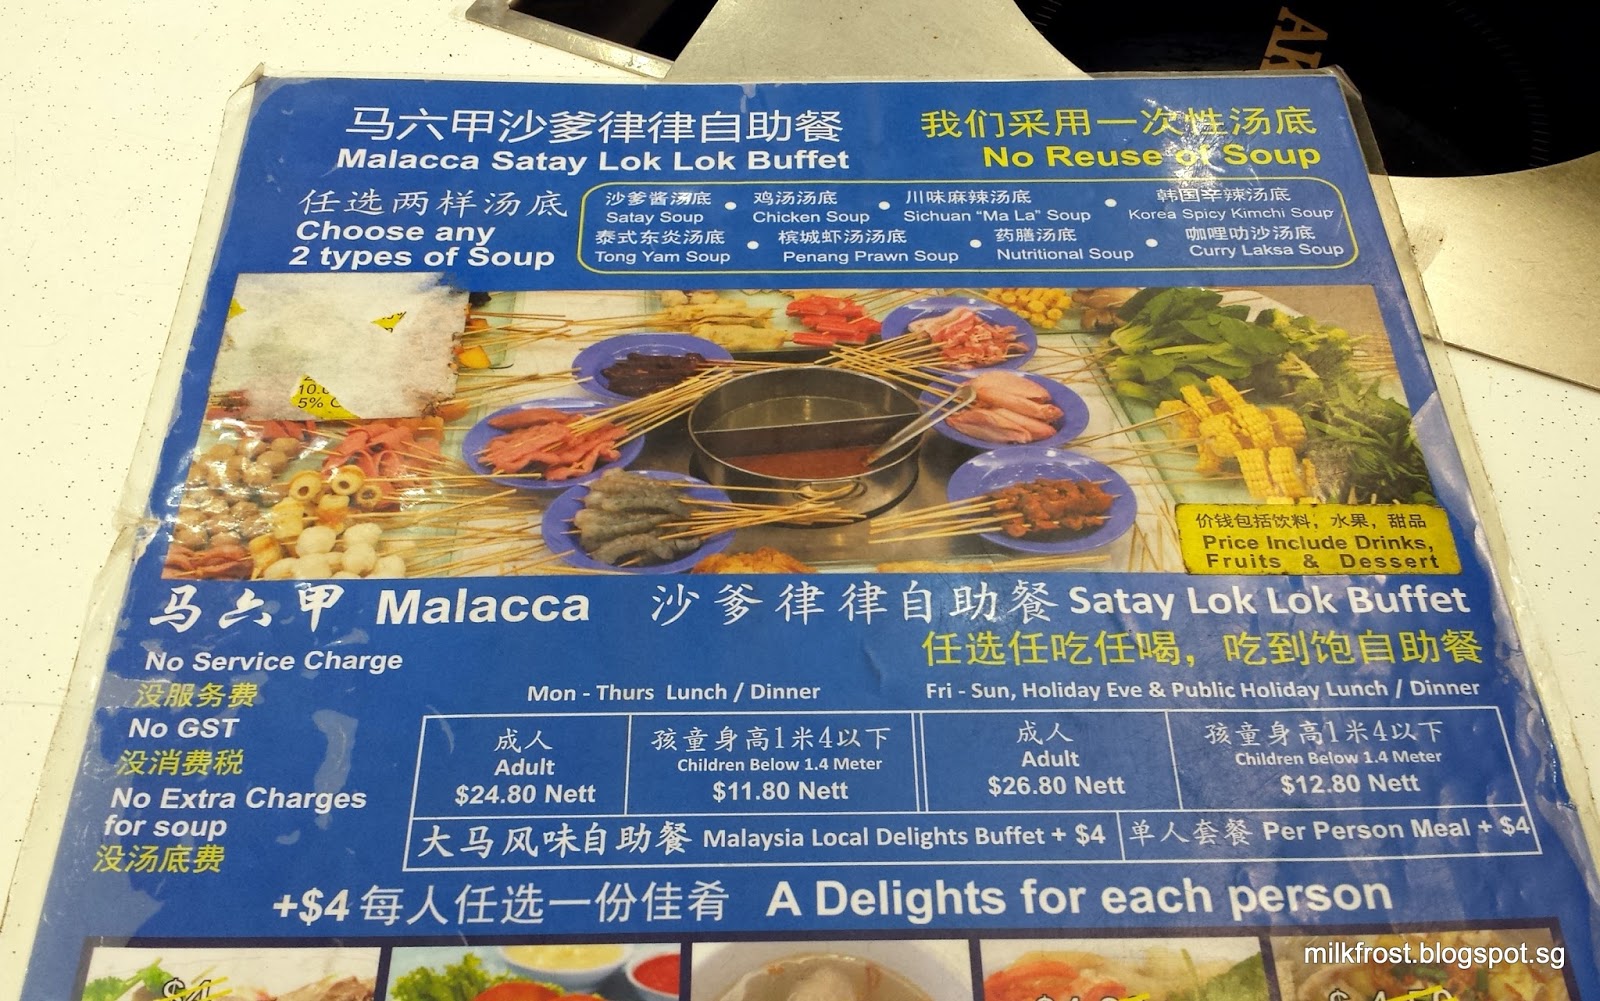 AK
马六甲沙爹律律自助餐
Malacca Satay Lok Lok Buffet
我们采用一次性汤底
No Reuse of Soup
任选两样汤底
Choose any
2 types of Soup
沙爹酱汤底 • 鸡汤汤底 • 川味麻辣汤底 • 韩国辛辣汤底
Satay Soup Chicken Soup Sichuan "Ma La" Soup Korea Spicy Kimchi Soup
泰式东炎汤底 • 槟城虾汤汤底 • 药膳汤底 • 咖哩叻沙汤底
Tong Yam Soup Penang Prawn Soup Nutritional Soup Curry Laksa Soup
5%
价钱包括饮料，水果，甜品
Price Include Drinks,
Fruits & Dessert
马六甲 Malacca 沙爹律律自助餐 Satay Lok Lok Buffet
任选任吃任喝，吃到饱自助餐
No Service Charge
没服务费
No GST
没消费税
No Extra Charges
for soup
没汤底费
Mon - Thurs Lunch / Dinner
Fri - Sun, Holiday Eve & Public Holiday Lunch / Dinner
成人
Adult
$24.80 Nett
孩童身高1米4以下
Children Below 1.4 Meter
$11.80 Nett
成人
Adult
$26.80 Nett
孩童身高1米4以下
Children Below 1.4 Meter
$12.80 Nett
大马风味自助餐 Malaysia Local Delights Buffet + $4
单人套餐 Per Person Meal + $4
+$4 每人任选一份佳肴 A Delights for each person
$4
milkfrost.blogspot.sg